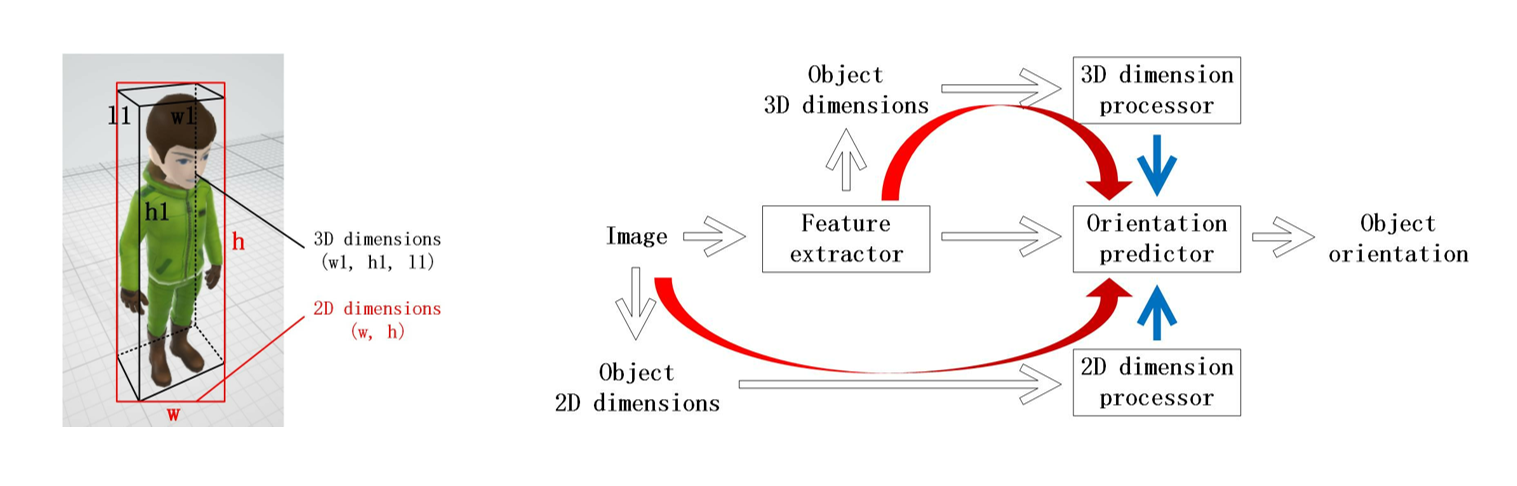 l1
w1
h1
h
w
3D dimensions
(w1, h1, l1)
2D dimensions
(w, h)
Object
3D dimensions
3D dimension
processor
Image
Feature
extractor
Orientation
predictor
Object
orientation
Object
2D dimensions
2D dimension
processor